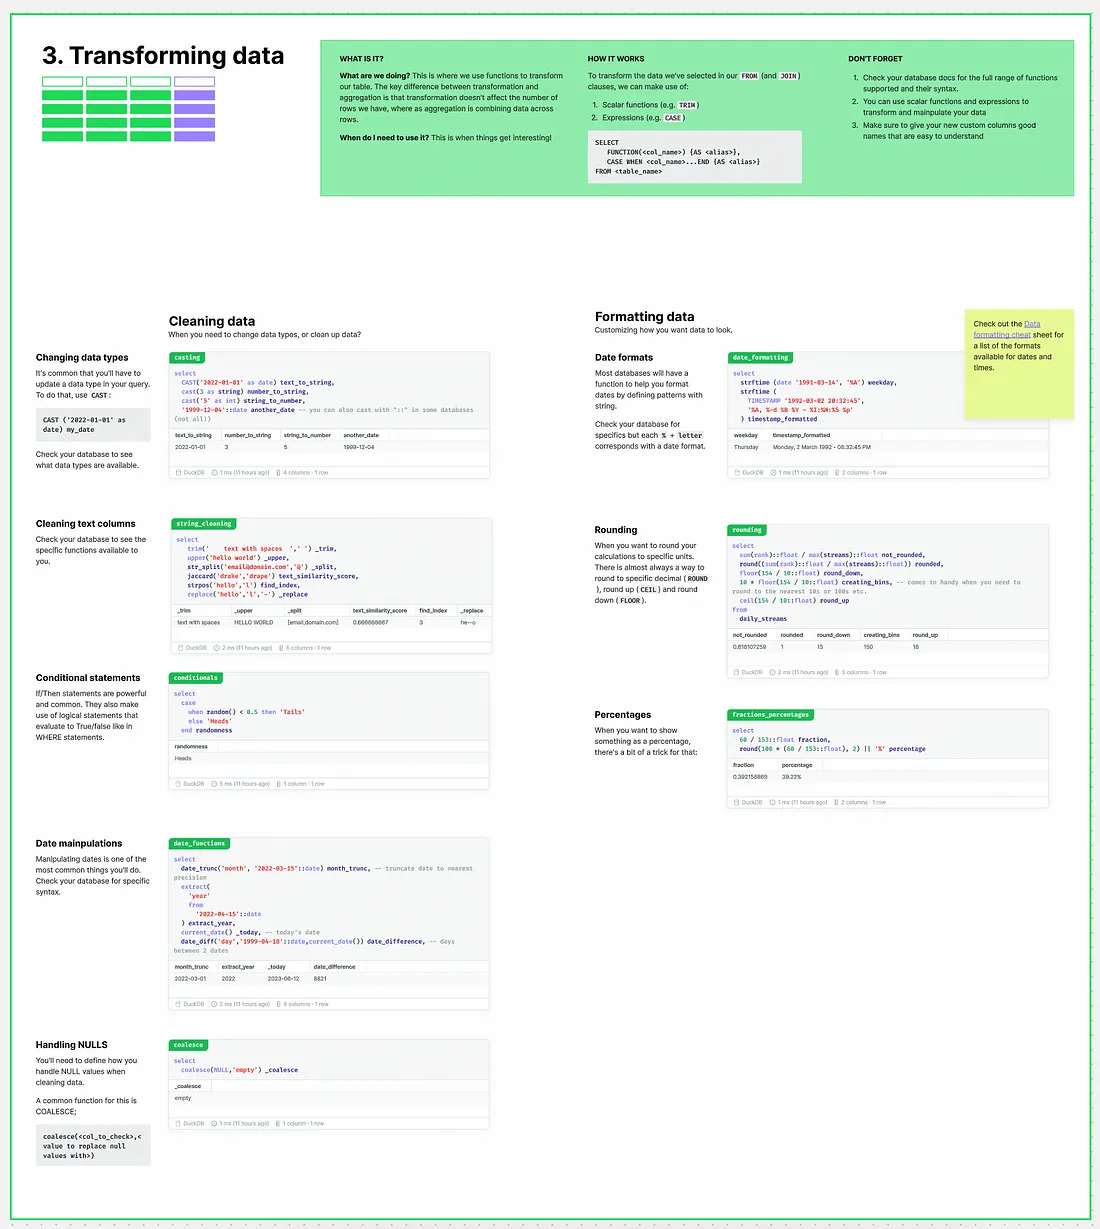 3. Transforming data
WHAT IS IT?
What are we doing? This is where we use functions to transform
our table. The key difference between transformation and
aggregation is that transformation doesn't affect the number of
rows we have, where as aggregation is combining data across
rows.
When do I need to use it? This is when things get interesting!
HOW IT WORKS
To transform the data we've selected in our FROM (and JOIN)
clauses, we can make use of:
1. Scalar functions (e.g. TRIM)
2. Expressions (e.g. CASE)
SELECT
FUNCTION(<col_name>) {AS <alias>},
CASE WHEN <col_name>...END {AS <alias>}
FROM <table_name>
DON'T FORGET
1. Check your database docs for the full range of functions
supported and their syntax.
2. You can use scalar functions and expressions to
transform and mainpulate your data
3. Make sure to give your new custom columns good
names that are easy to understand
Cleaning data
When you need to change data types, or clean up data?
Changing data types
It's common that you'll have to
update a data type in your query.
To do that, use CAST:
CAST ('2022-01-01' as
date) my_date
Check your database to see
what data types are available.
casting
select
CAST('2022-01-01' as date) text_to_string,
cast(3 as string) number_to_string,
cast('5' as int) string_to_number,
'1999-12-04'::date another_date -- you can also cast with "::" in some databases
(not all!)
text_to_string number_to_string string_to_number another_date
2022-01-01 3 5 1999-12-04
DuckDB 1 ms (11 hours ago) 4 columns · 1 row
Cleaning text columns
Check your database to see the
specific functions available to
you.
string_cleaning
select
trim('    text with spaces  ',' ') _trim,
upper('hello world') _upper,
str_split('email@domain.com','@') _split,
jaccard('drake','drape') text_similarity_score,
strpos('hello','l') find_index,
replace('hello','l','-') _replace
_trim _upper _split text_similarity_score find_index _replace
text with spaces HELLO WORLD [email,domain.com] 0.666666667 3 he--o
DuckDB 2 ms (11 hours ago) 6 columns · 1 row
Conditional statements
If/Then statements are powerful
and common. They also make
use of logical statements that
evaluate to True/false like in
WHERE statements.
conditionals
select
case
when random() < 0.5 then 'Tails'
else 'Heads'
end randomness
randomness
Heads
DuckDB 5 ms (11 hours ago) 1 column · 1 row
Date mainpulations
Manipulating dates is one of the
most common things you'll do.
Check your database for specific
syntax.
date_functions
select
date_trunc('month', '2022-03-15'::date) month_trunc, -- truncate date to nearest
precision
extract(
'year'
from
'2022-04-15'::date
) extract_year,
current_date() _today, -- today's date
date_diff('day','1999-04-18'::date,current_date()) date_difference, -- days
between 2 dates
month_trunc extract_year _today date_difference
2022-03-01 2022 2023-06-12 8821
DuckDB 2 ms (11 hours ago) 4 columns · 1 row
Handling NULLS
You'll need to define how you
handle NULL values when
cleaning data.
A common function for this is
COALESCE;
coalesce(<col_to_check>,<
value to replace null
values with>)
coalesce
select
coalesce(NULL,'empty') _coalesce
_coalesce
empty
DuckDB 1 ms (11 hours ago) 1 column · 1 row
Formatting data
Customizing how you want data to look.
Check out the Data
formatting cheat sheet for
a list of the formats
available for dates and
times.
Date formats
Most databases will have a
function to help you format
dates by defining patterns with
string.
Check your database for
specifics but each % + letter
corresponds with a date format.
date_formatting
select
strftime (date '1991-03-14', '%A') weekday,
strftime (
TIMESTAMP '1992-03-02 20:32:45',
'%A, %-d %B %Y - %I:%M:%S %p'
) timestamp_formatted
weekday timestamp_formatted
Thursday Monday, 2 March 1992 - 08:32:45 PM
DuckDB 1 ms (11 hours ago) 2 columns · 1 row
Rounding
When you want to round your
calculations to specific units.
There is almost always a way to
round to specific decimal (ROUND
), round up (CEIL) and round
down (FLOOR).
rounding
select
sum(rank)::float / max(streams)::float not_rounded,
round((sum(rank)::float / max(streams)::float)) rounded,
floor(154 / 10::float) round_down,
10 * floor(154 / 10::float) creating_bins, -- comes in handy when you need to
round to the nearest 10s or 100s etc.
ceil(154 / 10::float) round_up
from
daily_streams
not_rounded rounded round_down creating_bins round_up
0.618107259 1 15 150 16
DuckDB 2 ms (11 hours ago) 5 columns · 1 row
Percentages
When you want to show
something as a percentage,
there's a bit of a trick for that:
fractions_percentages
select
60 / 153::float fraction,
round(100 * (60 / 153::float), 2) || '%' percentage
fraction percentage
0.392156869 39.22%
DuckDB 1 ms (11 hours ago) 2 columns · 1 row